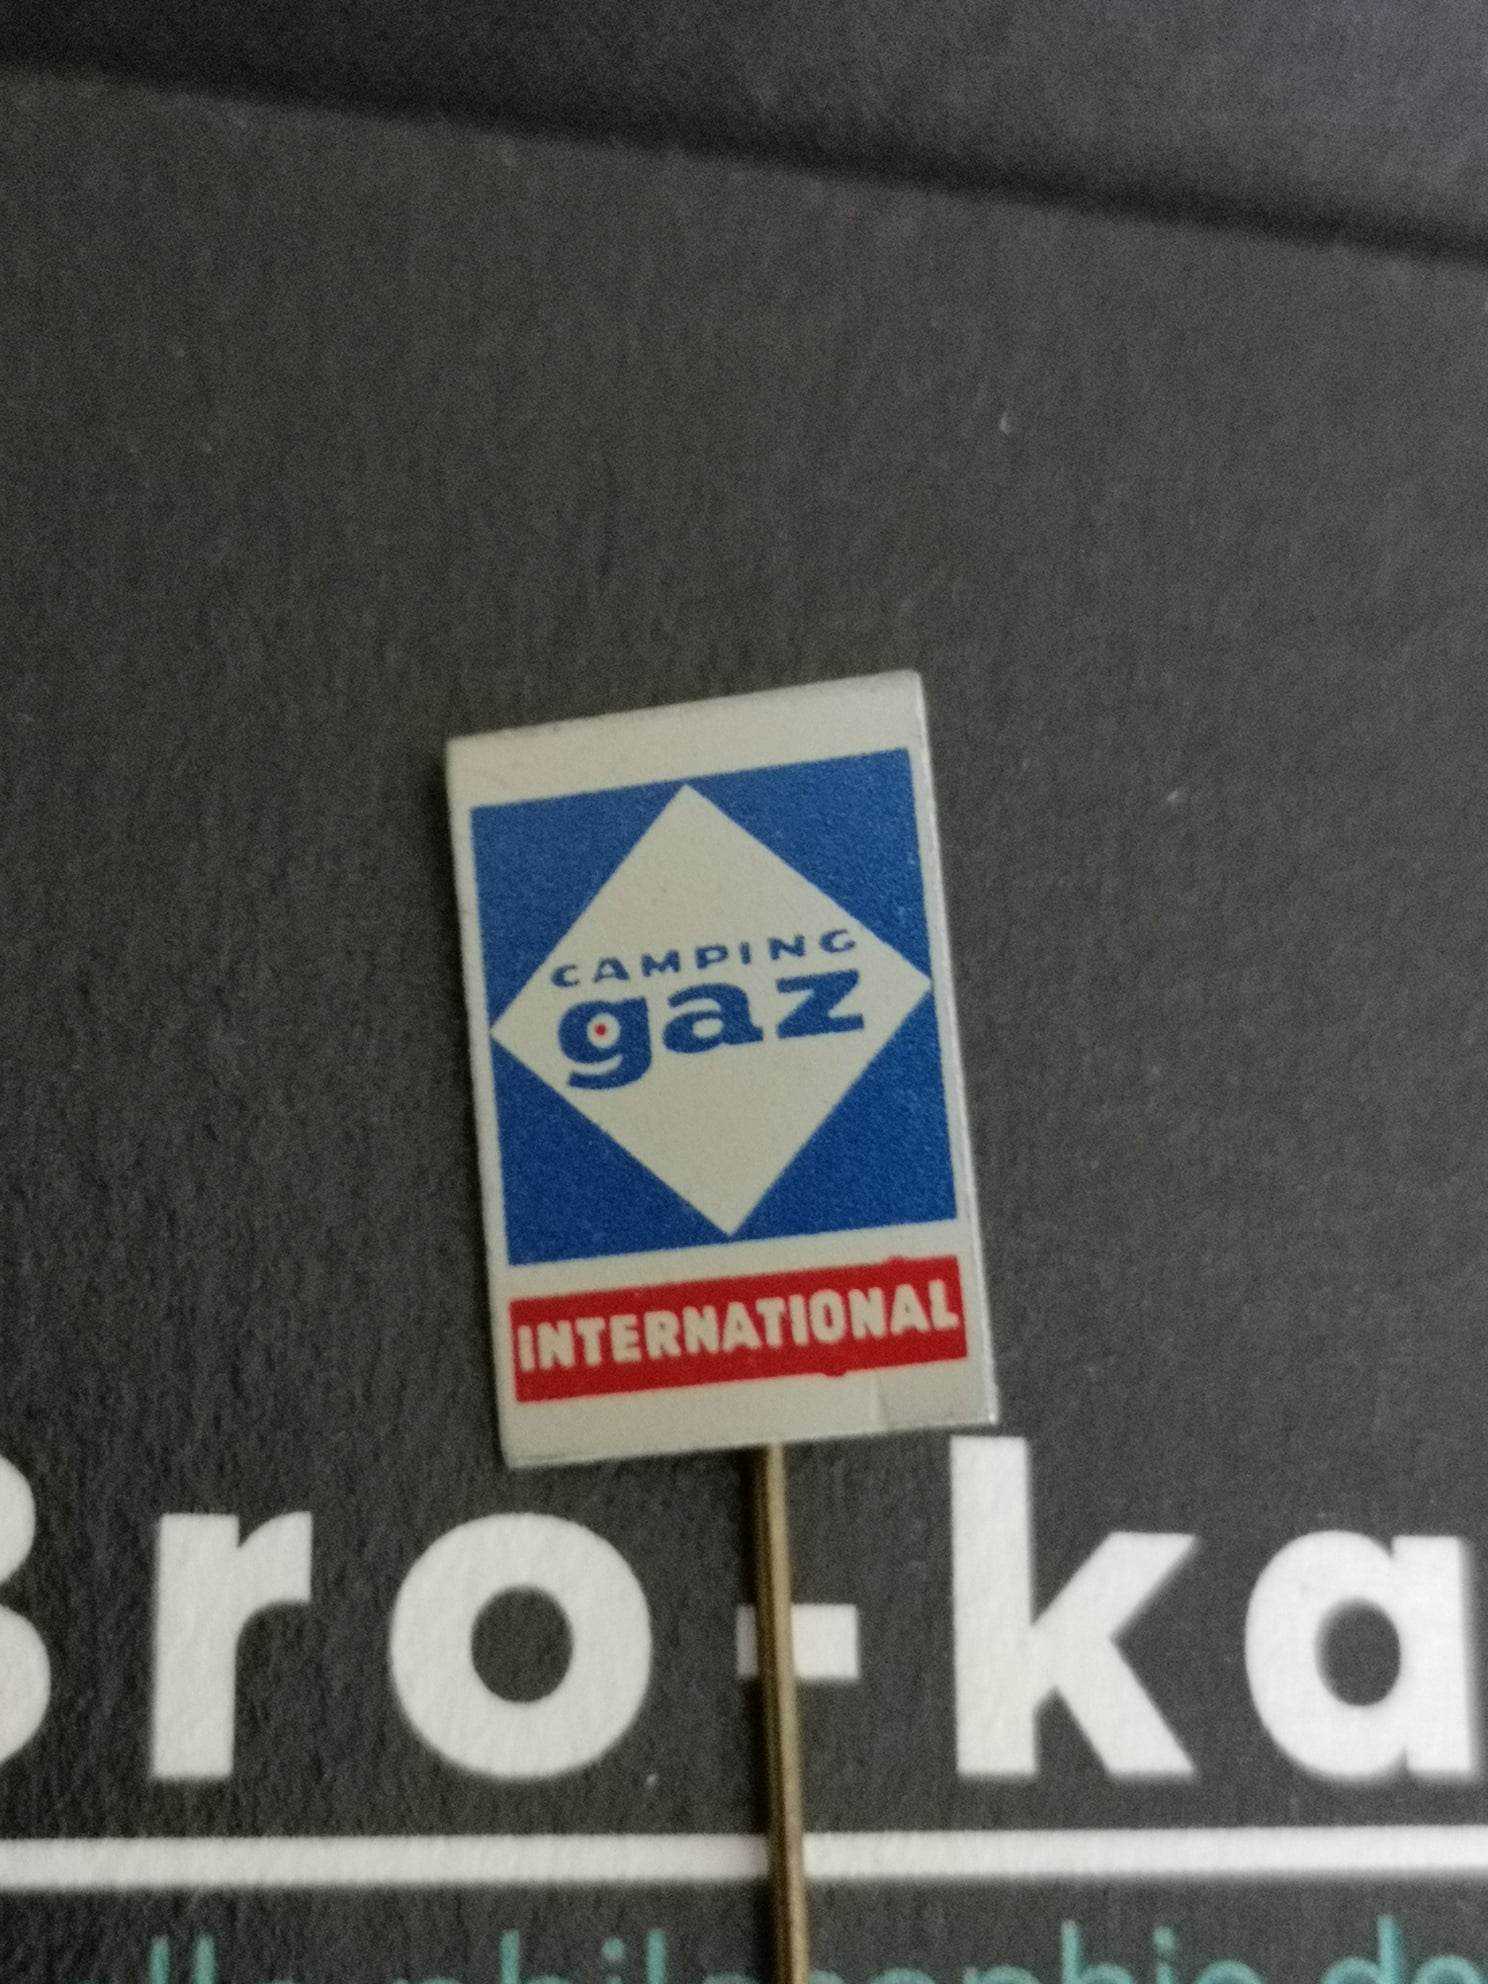 CAMPING
gaz
INTERNATIONAL
Bro-ka